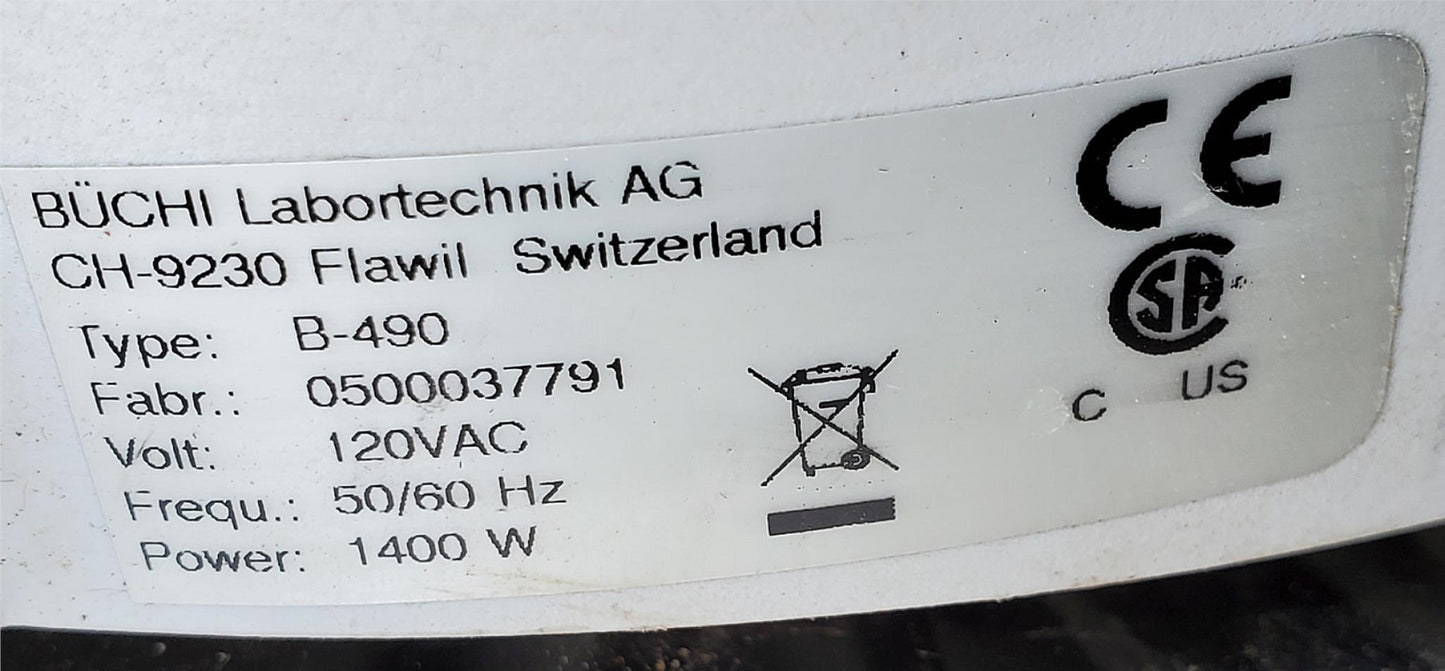 BÜCHI Labortechnik AG
CH-9230 Flawil Switzerland
Type: B-490
Fabr.: 0500037791
Volt: 120VAC
Frequ.: 50/60 Hz
Power: 1400 W
CE
CSA
C US